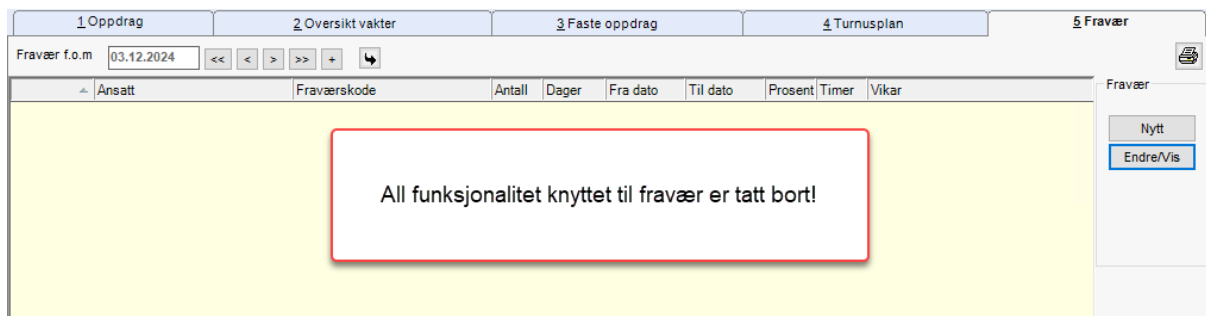 1 Oppdrag 2 Oversikt vakter 3 Faste oppdrag 4 Turnusplan 5 Fravær
Fravær f.o.m 03.12.2024 << < > >> +
Ansatt Fraværskode Antall Dager Fra dato Til dato Prosent Timer Vikar
Fravær
Nytt
Endre/Vis
All funksjonalitet knyttet til fravær er tatt bort!